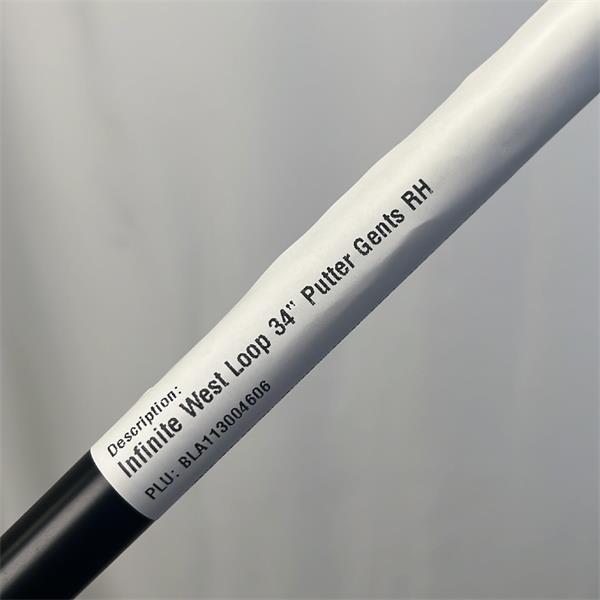 Description:
Infinite West Loop 34" Putter Gents RH
PLU: BLA113004606